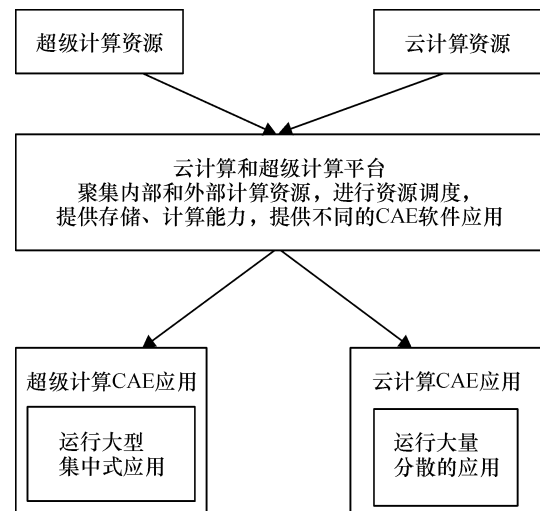 超级计算资源
云计算资源
云计算和超级计算平台
聚集内部和外部计算资源，进行资源调度，
提供存储、计算能力，提供不同的CAE软件应用
超级计算CAE应用
运行大型
集中式应用
云计算CAE应用
运行大量
分散的应用